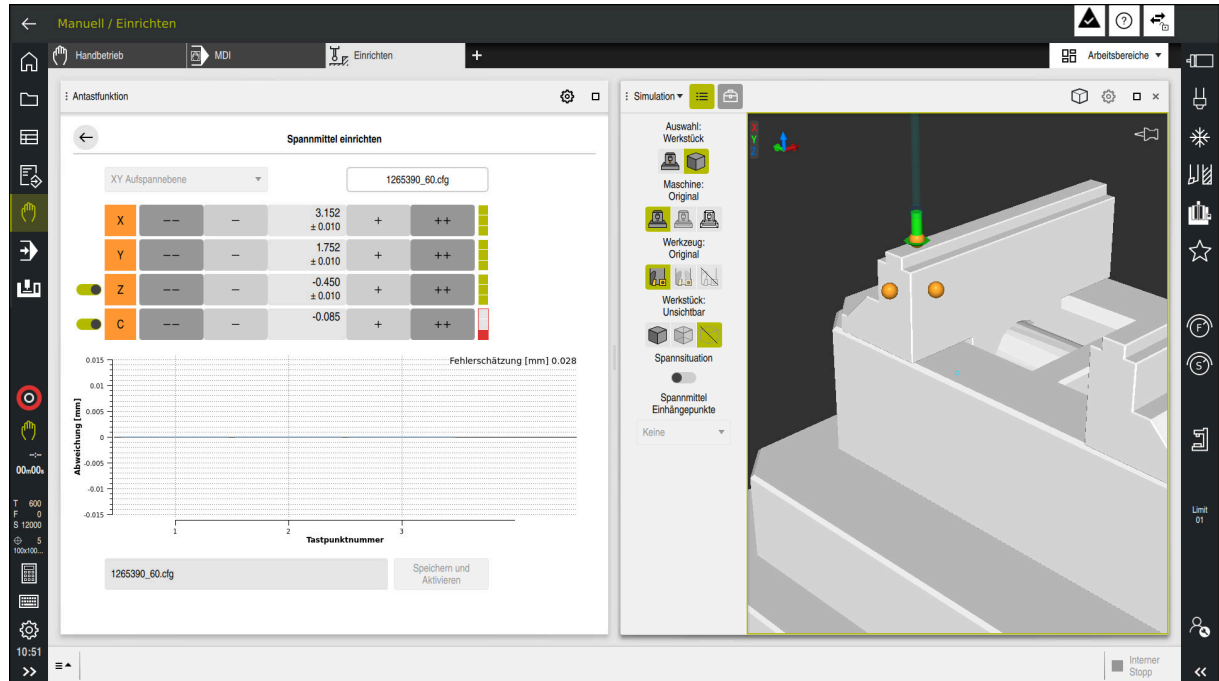 Manuell / Einrichten
Handbetrieb
MDI
Einrichten
+
Arbeitsbereiche
Antastfunktion
Spannmittel einrichten
XY Aufspannebene
1265390_60.cfg
X
−−
−
3.152
± 0.010
+
++
Y
−−
−
1.752
± 0.010
+
++
Z
−−
−
-0.450
± 0.010
+
++
C
−−
−
-0.085
+
++
Fehlerschätzung [mm] 0.028
Abweichung [mm]
0.015
0.01
0.005
0
-0.005
-0.01
-0.015
1
2
3
Tastpunktnummer
1265390_60.cfg
Speichern und
Aktivieren
Simulation
Auswahl:
Werkstück
Maschine:
Original
Werkzeug:
Original
Werkstück:
Unsichtbar
Spannsituation
Spannmittel
Einhängepunkte
Keine
X
Y
Z
--:--
00m00s
T 600
F 0
S 12000
5
100x100...
10:51
F
S
Limit
01
Interner
Stopp